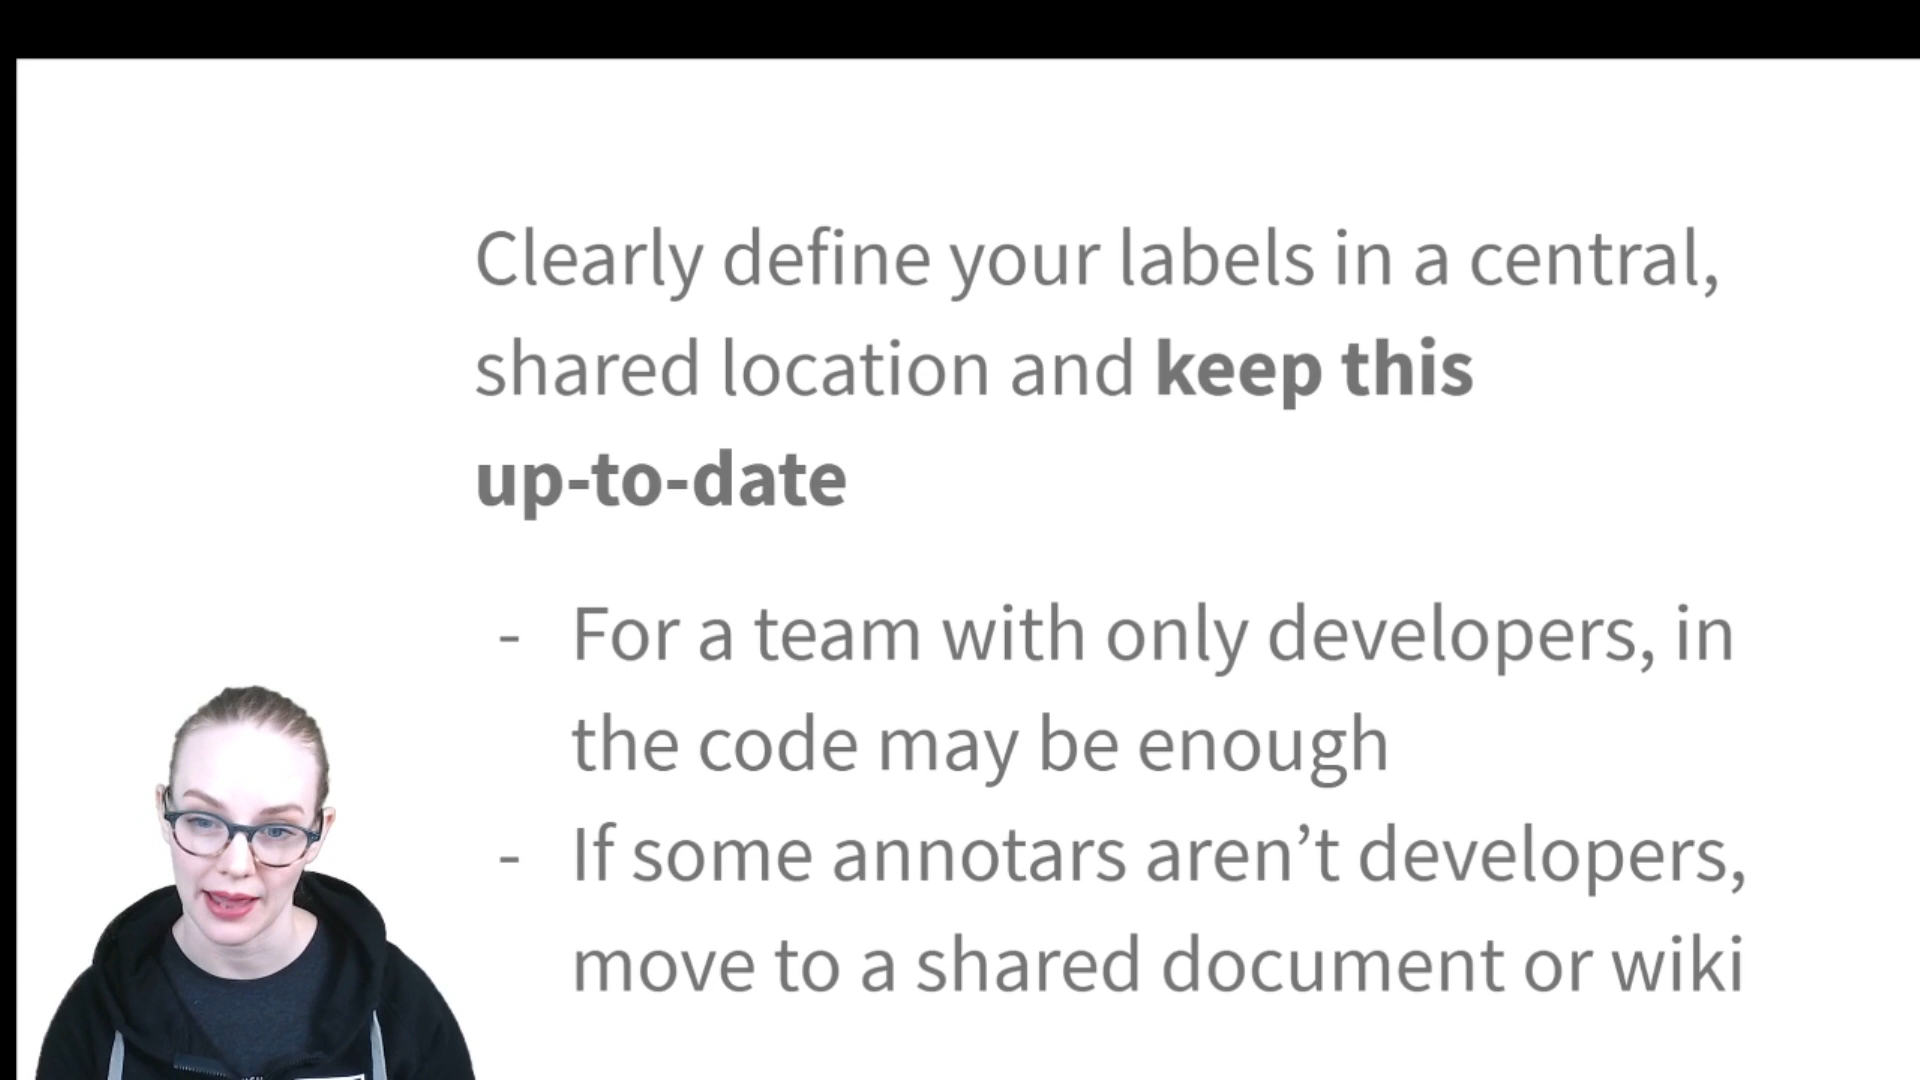 Clearly define your labels in a central,
shared location and keep this
up-to-date
- For a team with only developers, in
the code may be enough
- If some annotars aren’t developers,
move to a shared document or wiki